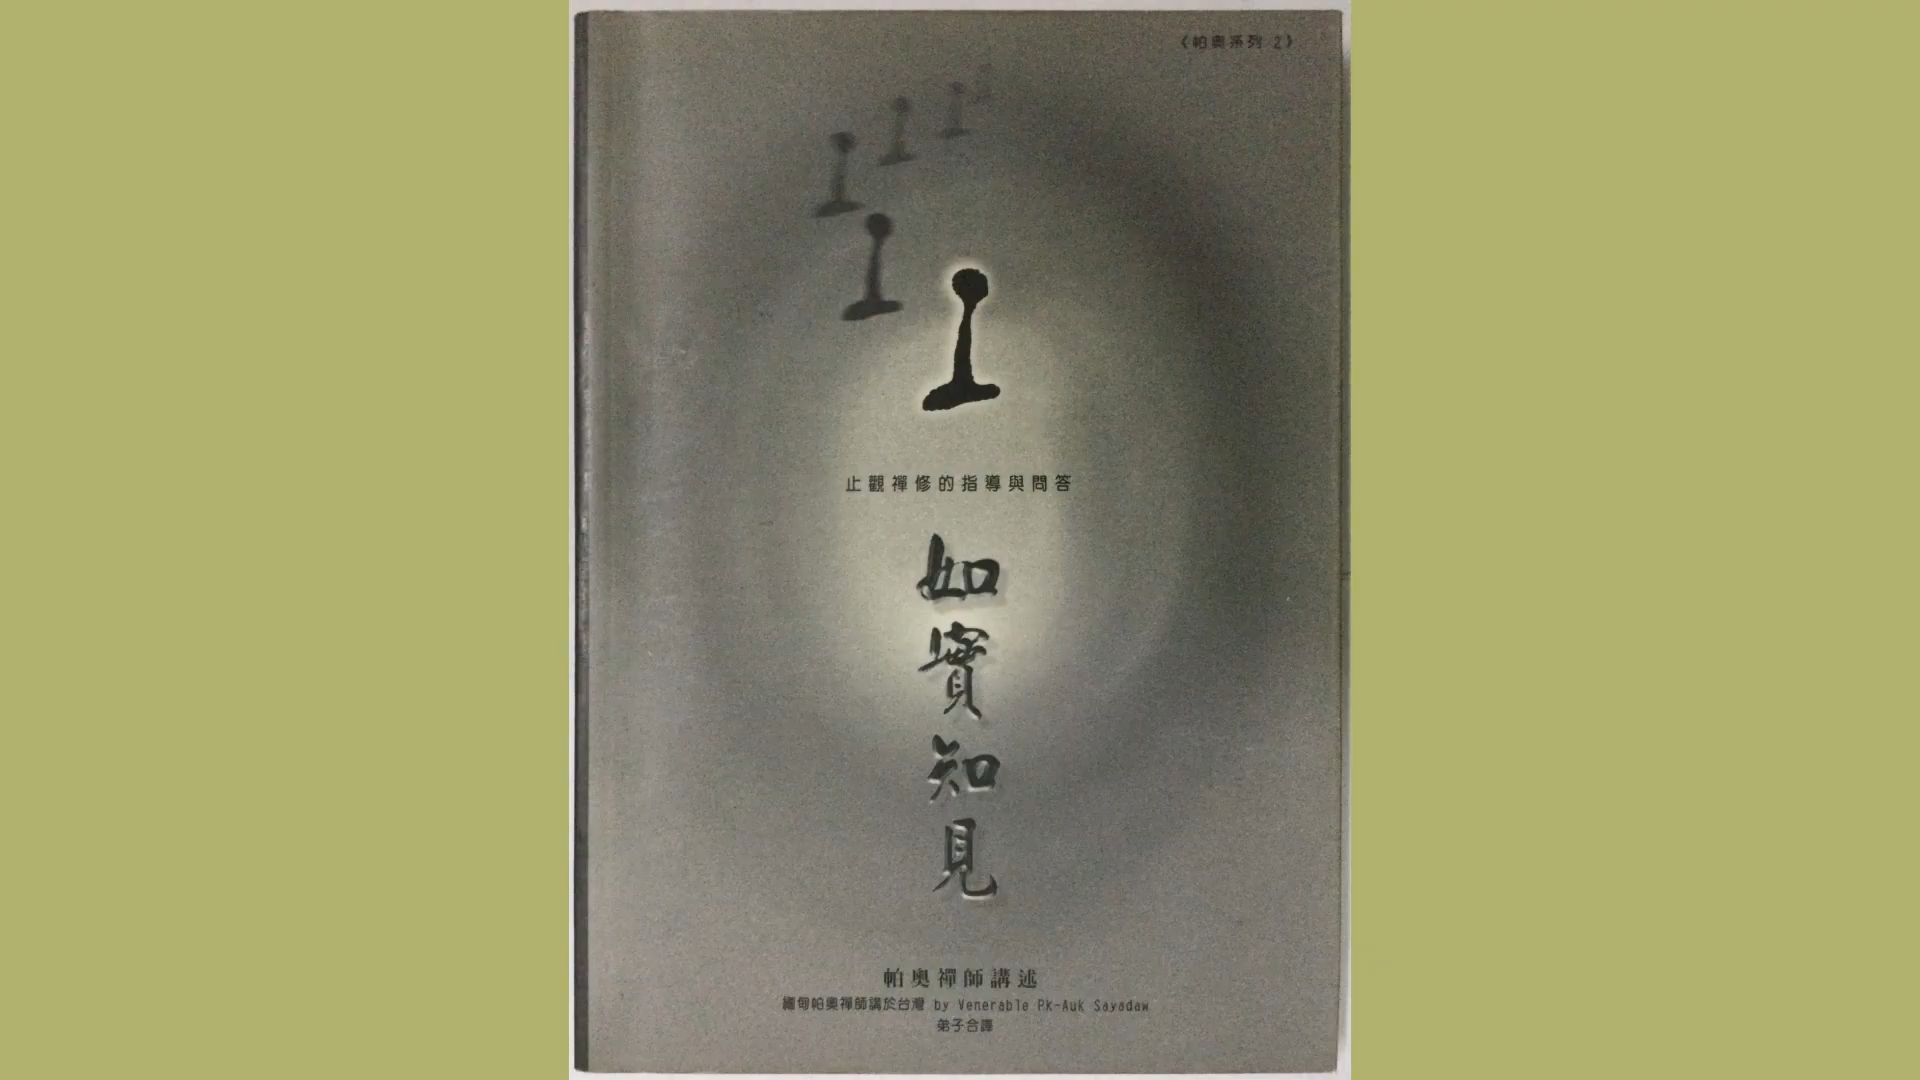 《帕奧系列 2》
止觀禪修的指導與問答
如實知見
帕奧禪師講述
緬甸帕奧禪師講於台灣 by Venerable Pk-Auk Sayadaw
弟子合譯